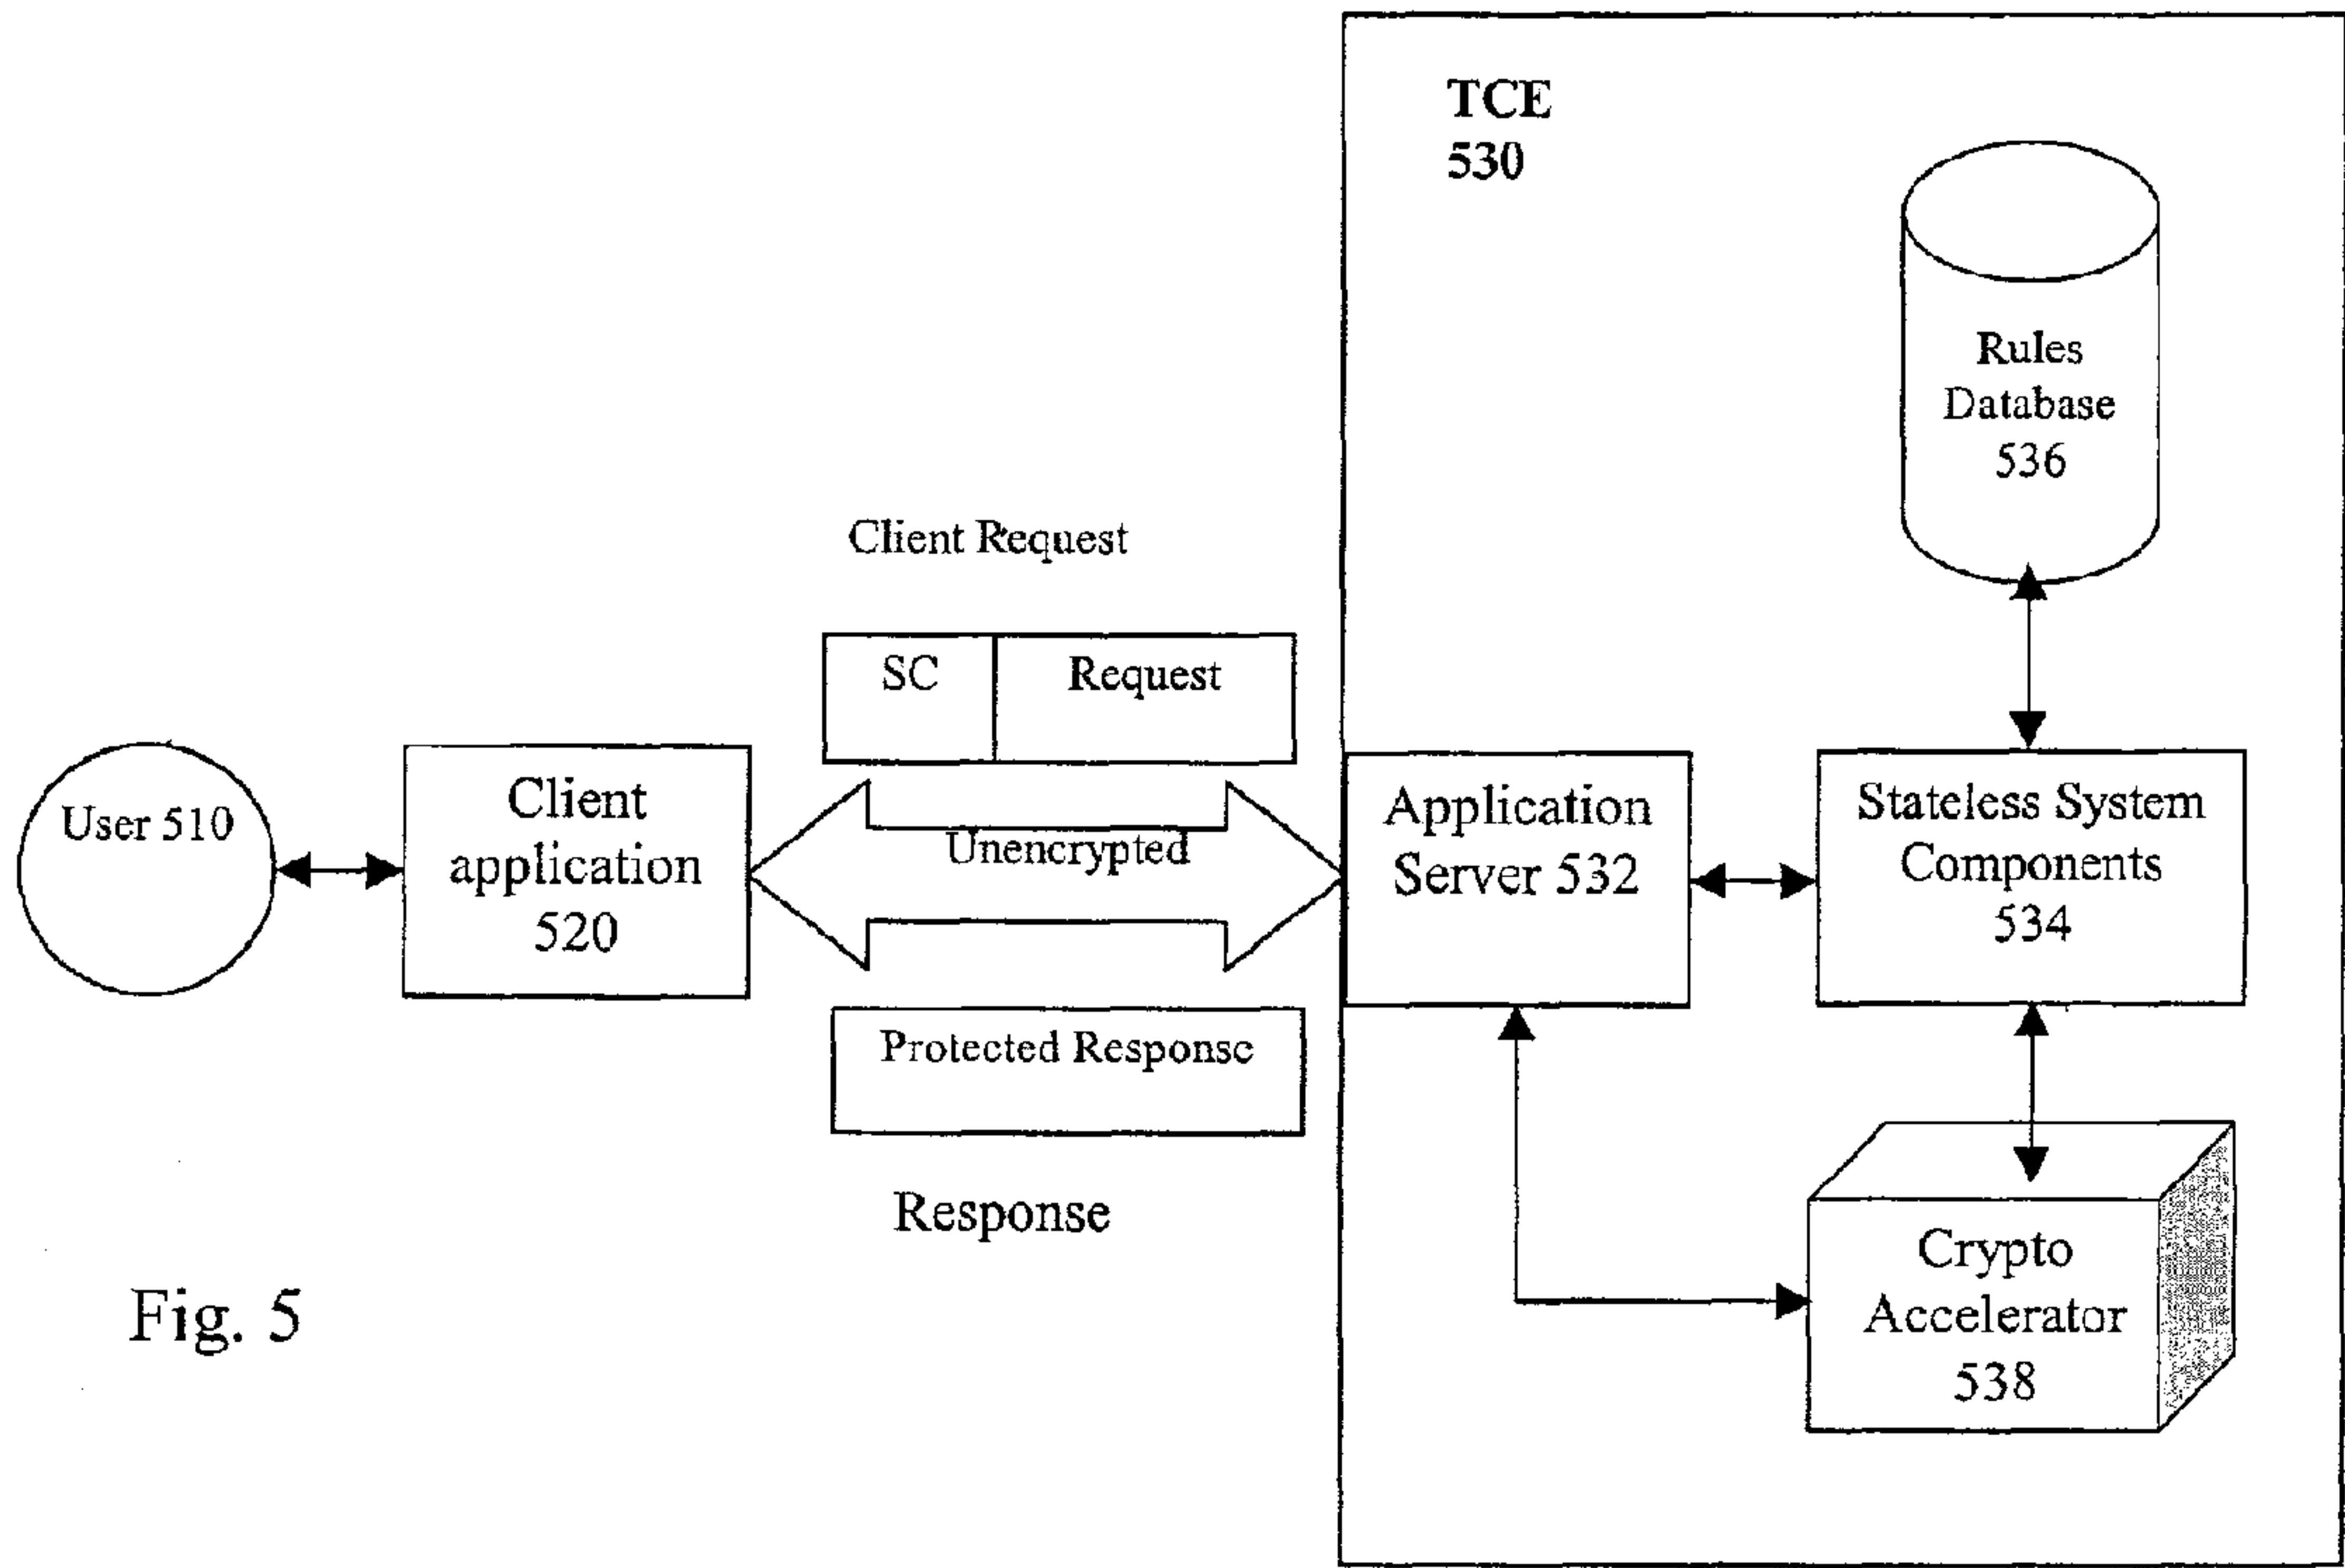 TCE
530
Rules
Database
536
Client Request
SC
Request
User 510
Client
application
520
Unencrypted
Application
Server 532
Stateless System
Components
534
Protected Response
Response
Crypto
Accelerator
538
Fig. 5